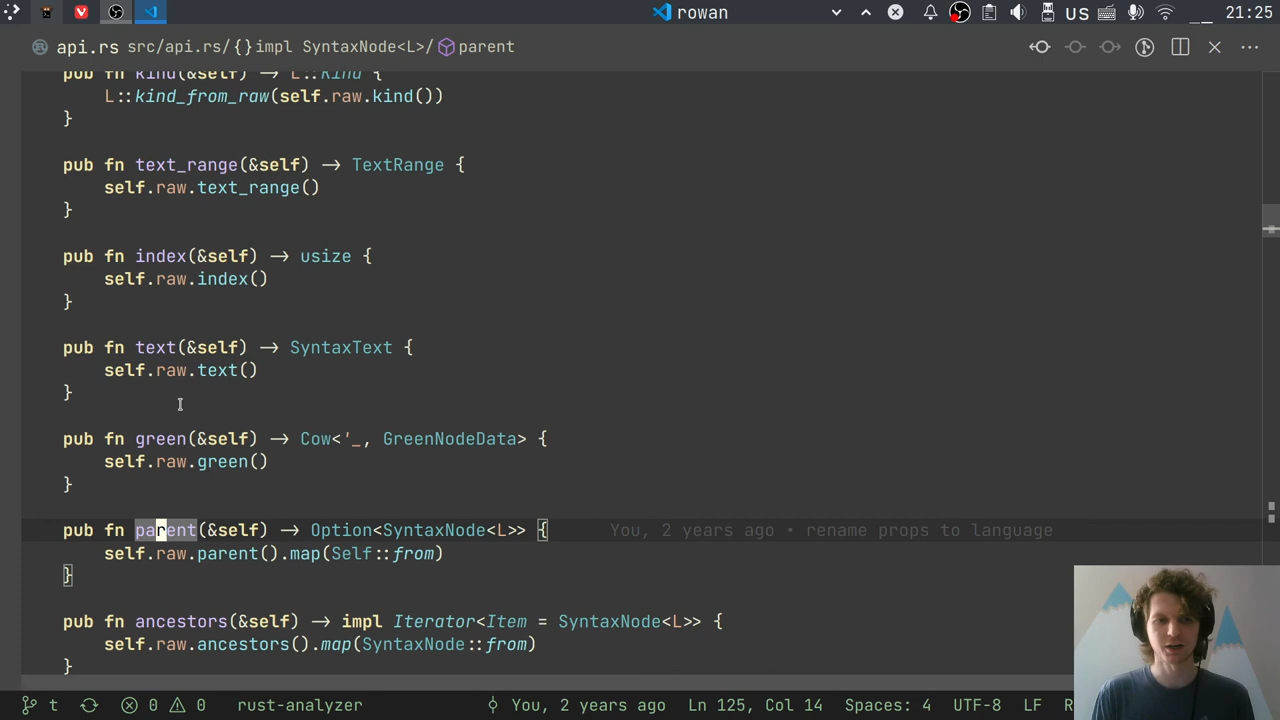 rowan
US
21:25
api.rs src/api.rs/{}impl SyntaxNode<L>/parent
pub fn kind(&self) → L::Kind {
L::kind_from_raw(self.raw.kind())
}
pub fn text_range(&self) → TextRange {
self.raw.text_range()
}
pub fn index(&self) → usize {
self.raw.index()
}
pub fn text(&self) → SyntaxText {
self.raw.text()
}
pub fn green(&self) → Cow<'_, GreenNodeData> {
self.raw.green()
}
pub fn parent(&self) → Option<SyntaxNode<L>> { You, 2 years ago • rename props to language
self.raw.parent().map(Self::from)
}
pub fn ancestors(&self) → impl Iterator<Item = SyntaxNode<L>> {
self.raw.ancestors().map(SyntaxNode::from)
}
t 0 0 rust-analyzer You, 2 years ago Ln 125, Col 14 Spaces: 4 UTF-8 LF